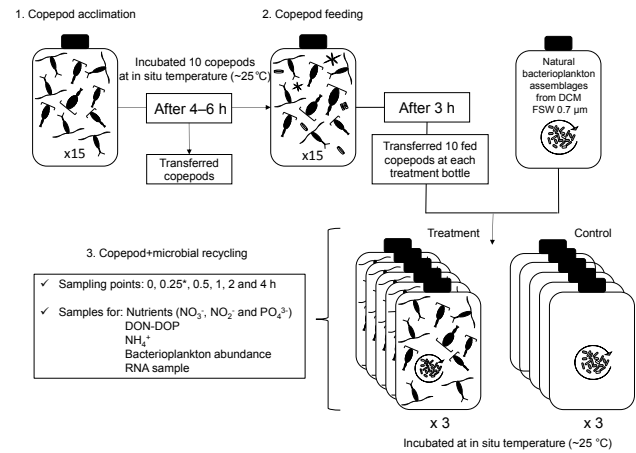 1. Copepod acclimation
2. Copepod feeding
Incubated 10 copepods
at in situ temperature (~25 °C)
After 4–6 h
Transferred
copepods
x15
x15
After 3 h
Transferred 10 fed
copepods at each
treatment bottle
Natural
bacterioplankton
assemblages
from DCM
FSW 0.7 μm
3. Copepod+microbial recycling
✓ Sampling points: 0, 0.25*, 0.5, 1, 2 and 4 h
✓ Samples for: Nutrients (NO₃⁻, NO₂⁻ and PO₄³⁻)
DON-DOP
NH₄⁺
Bacterioplankton abundance
RNA sample
Treatment
Control
x 3
x 3
Incubated at in situ temperature (~25 °C)